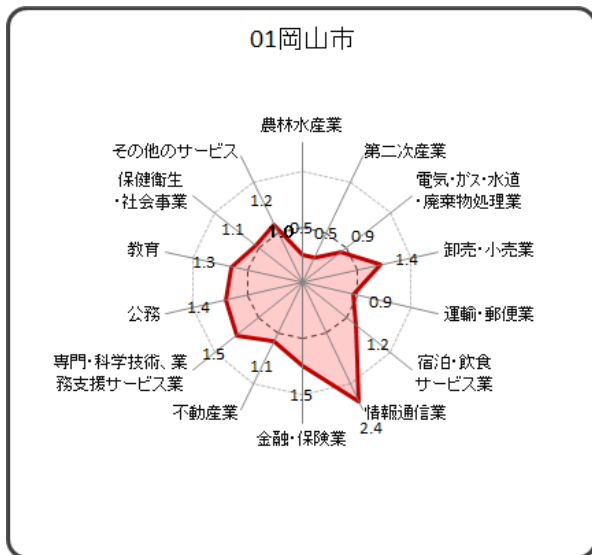 01岡山市
農林水産業
その他のサービス
第二次産業
保健衛生
・社会事業
電気・ガス・水道
・廃棄物処理業
教育
卸売・小売業
公務
運輸・郵便業
専門・科学技術、業
務支援サービス業
宿泊・飲食
サービス業
不動産業
情報通信業
金融・保険業
1.0
0.5
0.5
0.9
1.4
0.9
1.2
2.4
1.5
1.1
1.5
1.4
1.3
1.1
1.2